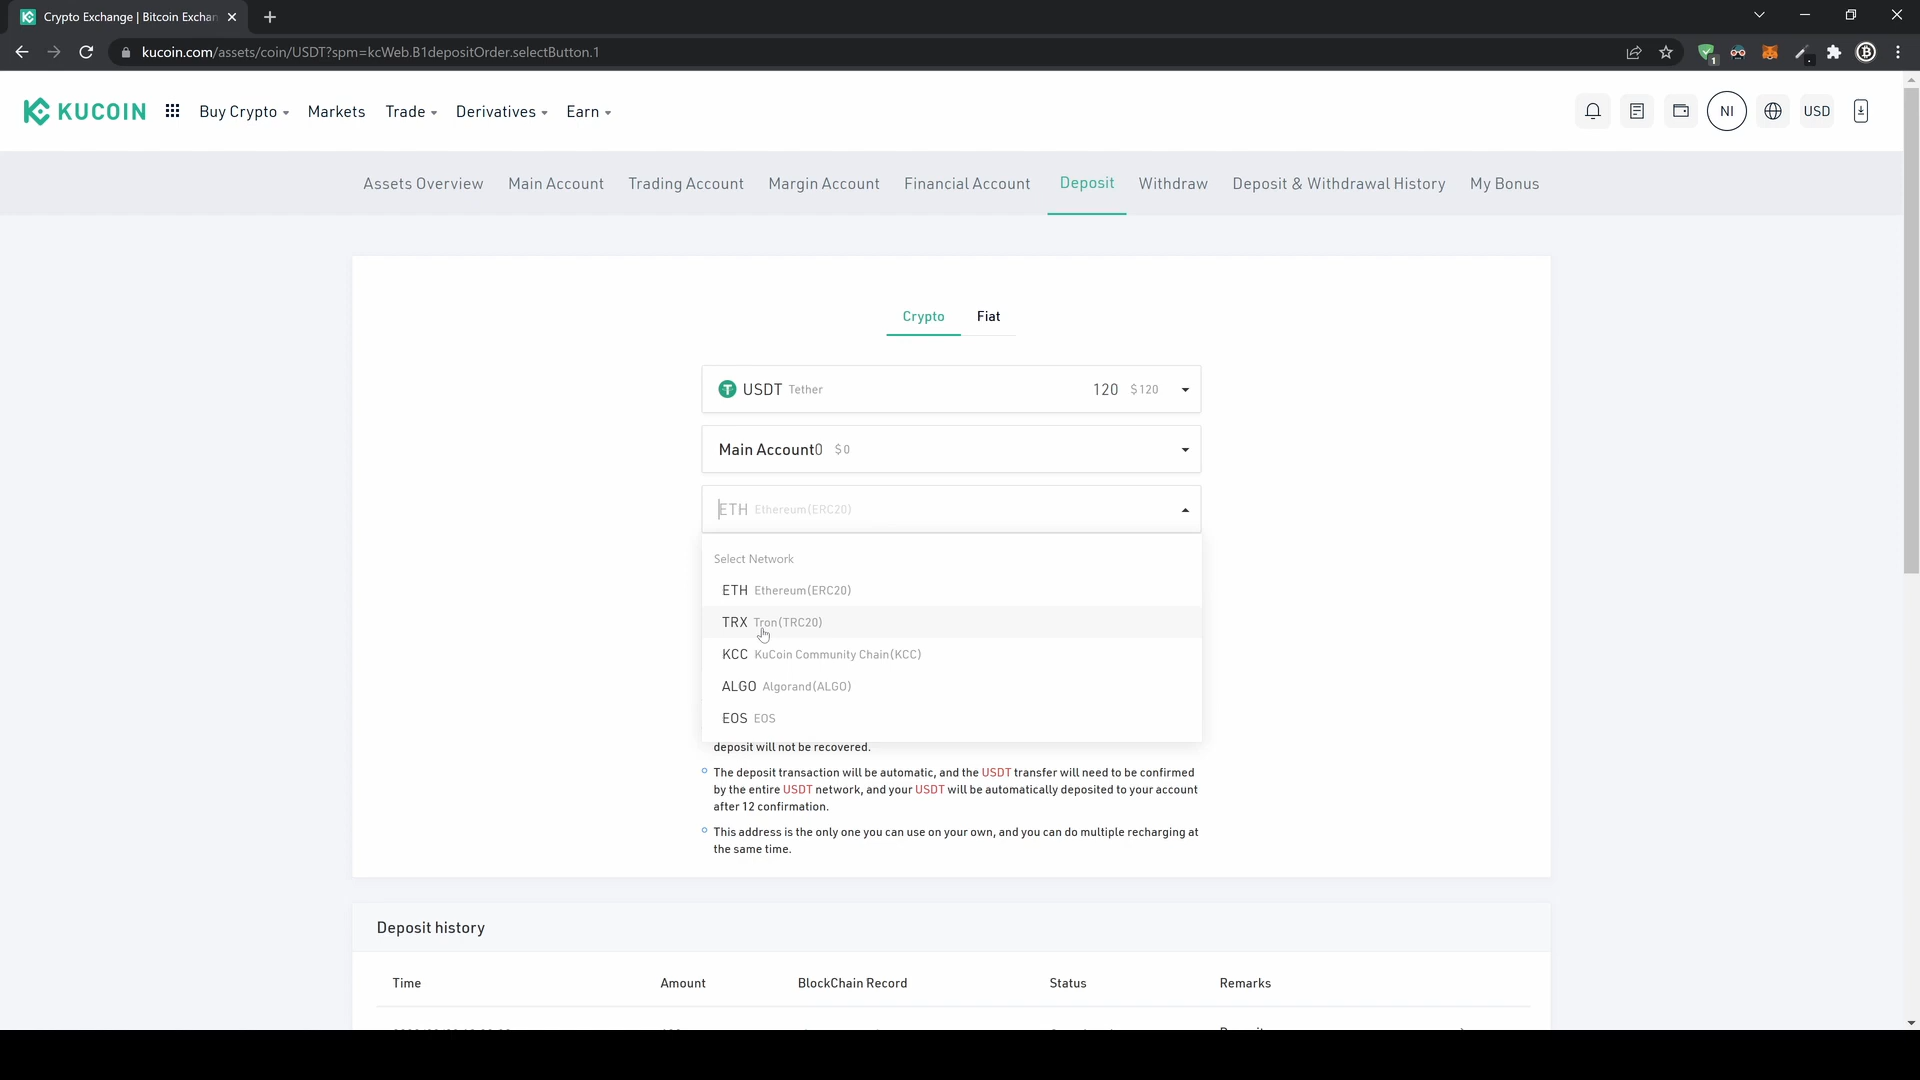 Crypto Exchange | Bitcoin Exchan
kucoin.com/assets/coin/USDT?spm=kcWeb.B1depositOrder.selectButton.1
1
KUCOIN Buy Crypto Markets Trade Derivatives Earn NI USD
Assets Overview Main Account Trading Account Margin Account Financial Account Deposit Withdraw Deposit & Withdrawal History My Bonus
Crypto Fiat
USDT Tether 120 $120
Main Account0 $0
ETH Ethereum(ERC20)
Select Network
ETH Ethereum(ERC20)
TRX Tron(TRC20)
KCC KuCoin Community Chain(KCC)
ALGO Algorand(ALGO)
EOS EOS
deposit will not be recovered.
The deposit transaction will be automatic, and the USDT transfer will need to be confirmed
by the entire USDT network, and your USDT will be automatically deposited to your account
after 12 confirmation.
This address is the only one you can use on your own, and you can do multiple recharging at
the same time.
Deposit history
Time Amount BlockChain Record Status Remarks